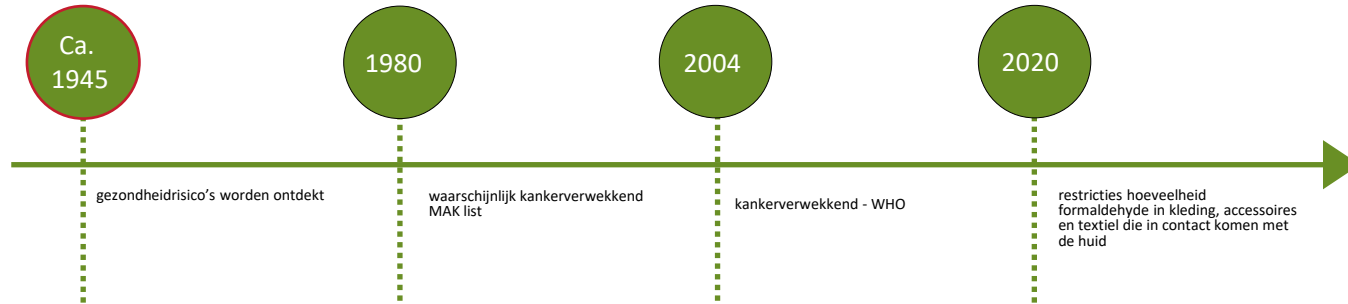 Ca.
1945
1980
2004
2020
gezondheidrisico's worden ontdekt
waarschijnlijk kankerverwekkend
MAK list
kankerverwekkend - WHO
restricties hoeveelheid
formaldehyde in kleding, accessoires
en textiel die in contact komen met
de huid